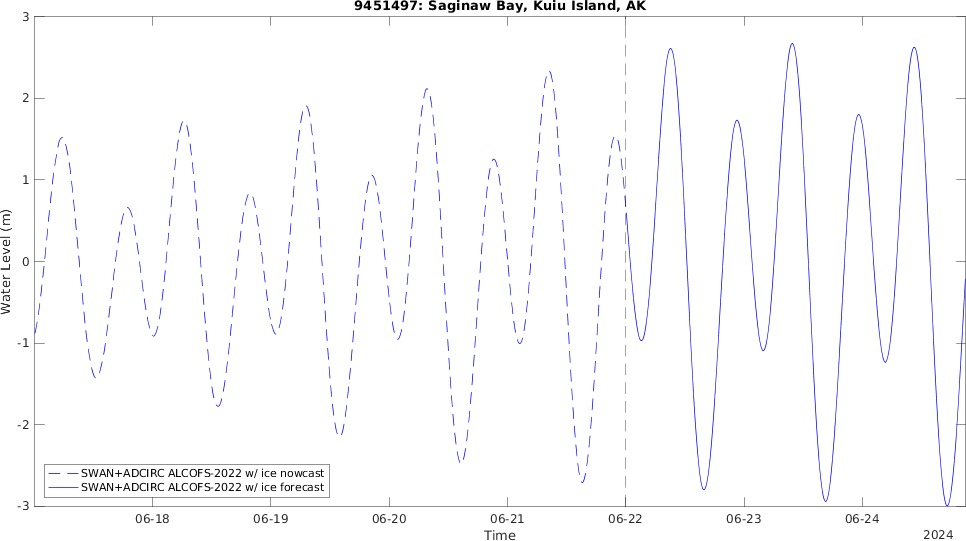 9451497: Saginaw Bay, Kuiu Island, AK
3
2
1
0
-1
-2
-3
Water Level (m)
SWAN+ADCIRC ALCOFS-2022 w/ ice nowcast
SWAN+ADCIRC ALCOFS-2022 w/ ice forecast
06-18 06-19 06-20 06-21 06-22 06-23 06-24
Time
2024